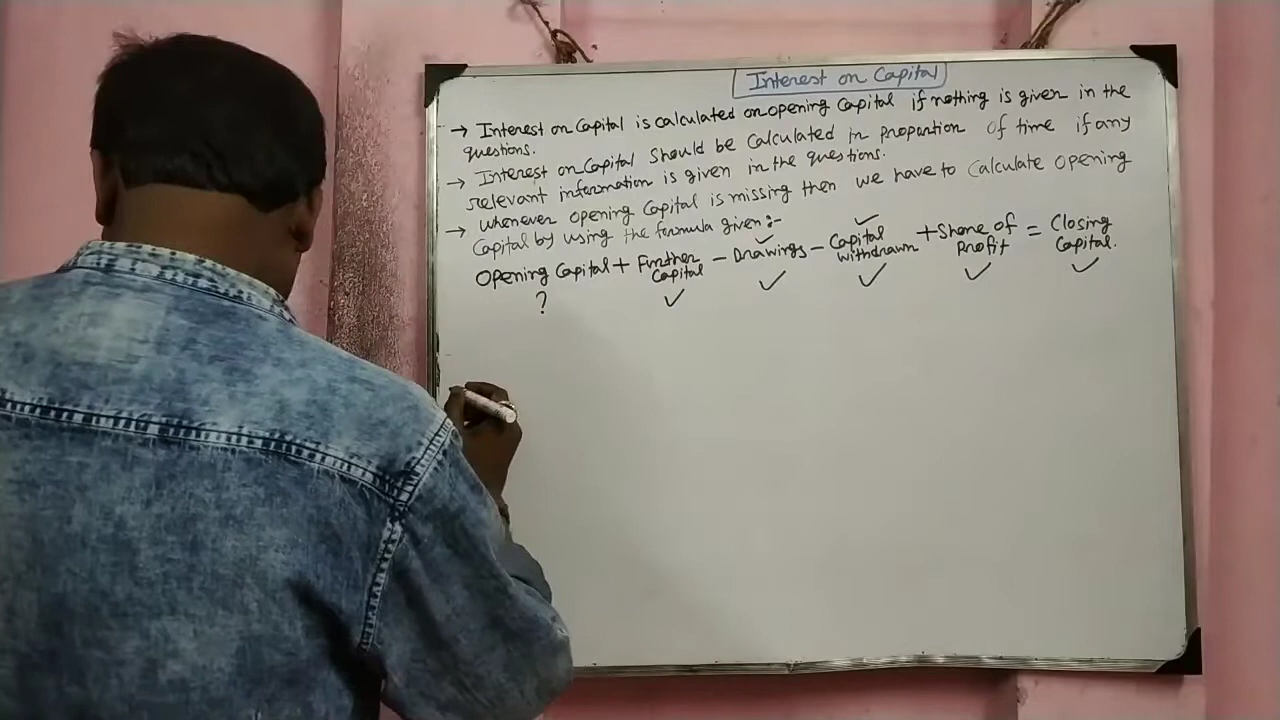 Interest on Capital
→ Interest on Capital is calculated on opening Capital if nothing is given in the
questions.
→ Interest on Capital should be calculated in proportion of time if any
relevant information is given in the questions.
→ whenever opening Capital is missing then we have to Calculate opening
Capital by using the formula given:-
Opening Capital + Further Capital - Drawings - Capital withdrawn + Share of Profit = Closing Capital.
?